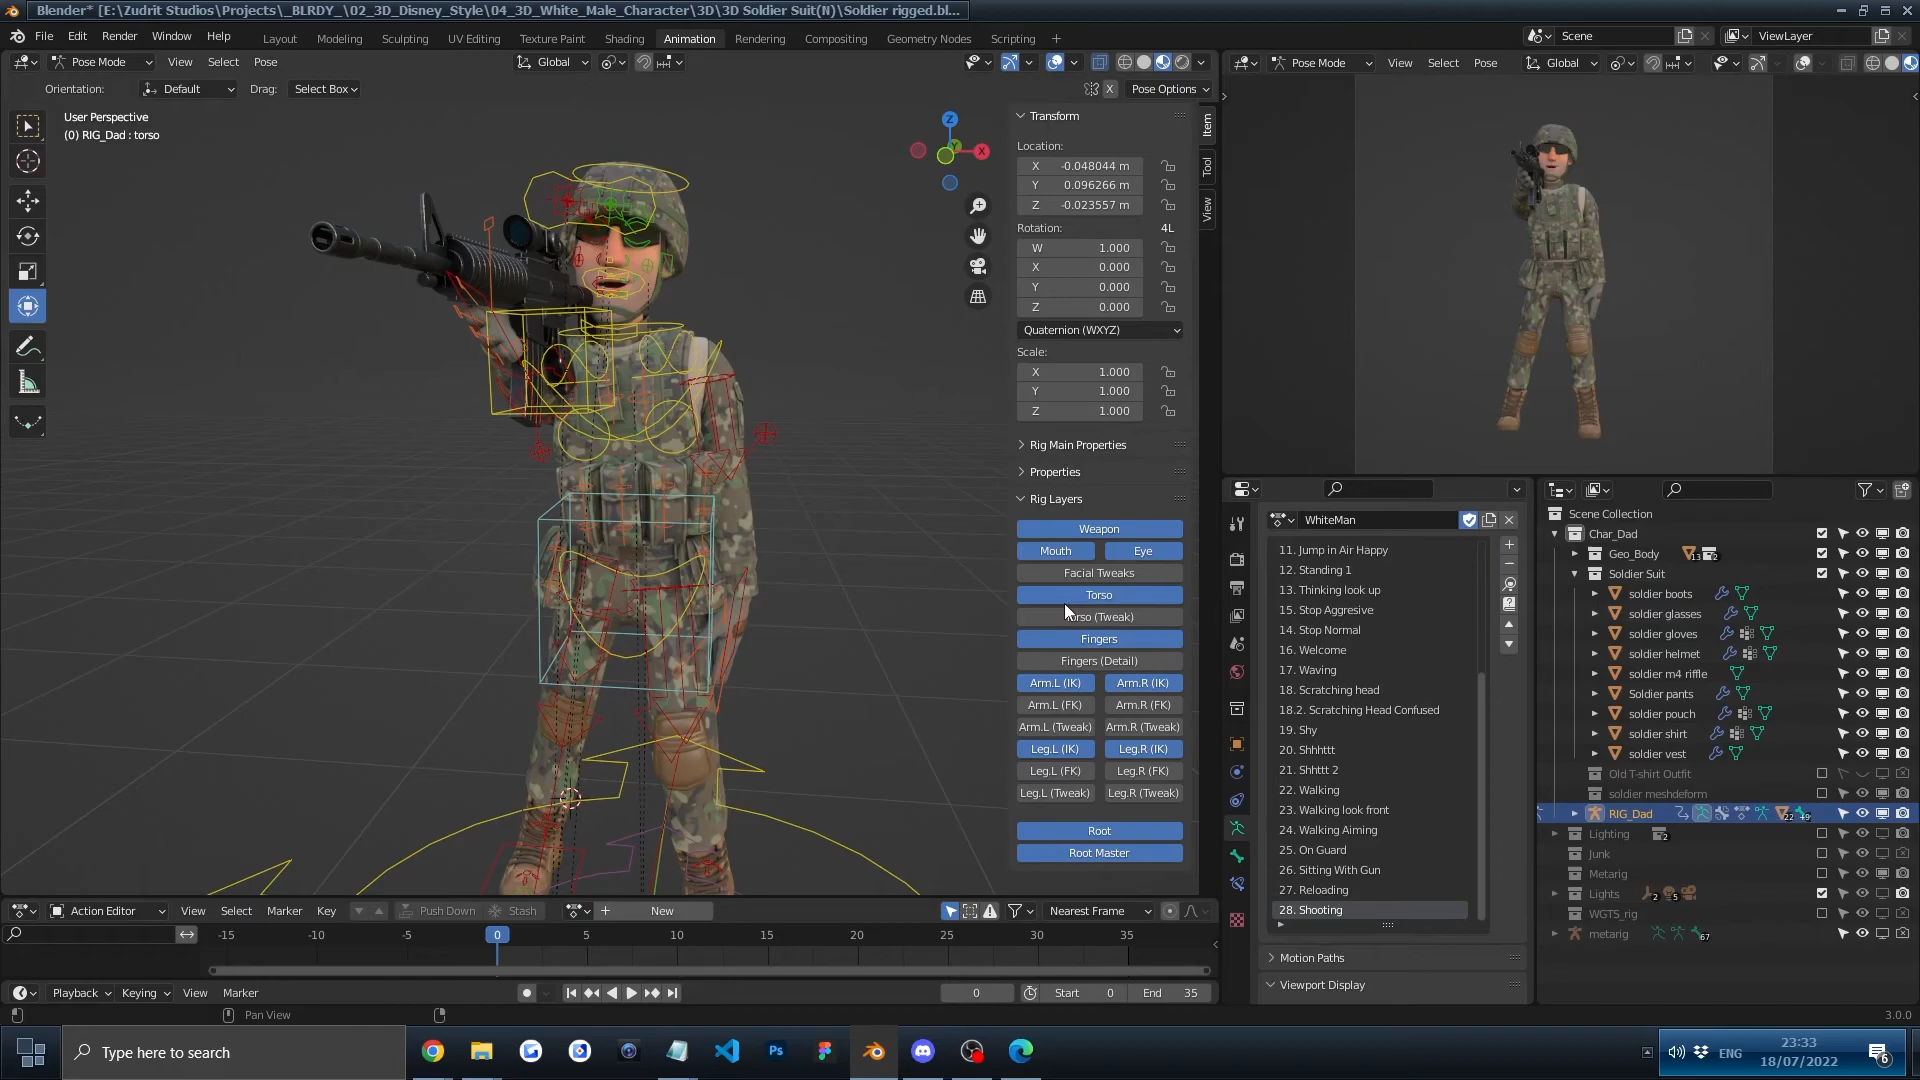 Blender* [E:\Zudrit Studios\Projects\_BLRDY_\02_3D_Disney_Style\04_3D_White_Male_Character\3D\3D Soldier Suit(N)\Soldier rigged.bl...
File Edit Render Window Help
Layout Modeling Sculpting UV Editing Texture Paint Shading Animation Rendering Compositing Geometry Nodes Scripting +
Scene
ViewLayer
Pose Mode View Select Pose
Global
Pose Mode View Select Pose Global
Orientation: Default Drag: Select Box
X Pose Options
User Perspective
(0) RIG_Dad : torso
Z
X
Item
Tool
View
Transform
Location:
X -0.048044 m
Y 0.096266 m
Z -0.023557 m
Rotation: 4L
W 1.000
X 0.000
Y 0.000
Z 0.000
Quaternion (WXYZ)
Scale:
X 1.000
Y 1.000
Z 1.000
Rig Main Properties
Properties
Rig Layers
Weapon
Mouth Eye
Facial Tweaks
Torso
Torso (Tweak)
Fingers
Fingers (Detail)
Arm.L (IK) Arm.R (IK)
Arm.L (FK) Arm.R (FK)
Arm.L (Tweak) Arm.R (Tweak)
Leg.L (IK) Leg.R (IK)
Leg.L (FK) Leg.R (FK)
Leg.L (Tweak) Leg.R (Tweak)
Root
Root Master
WhiteMan
11. Jump in Air Happy
12. Standing 1
13. Thinking look up
15. Stop Aggresive
14. Stop Normal
16. Welcome
17. Waving
18. Scratching head
18.2. Scratching Head Confused
19. Shy
20. Shhhtt
21. Shhtt 2
22. Walking
23. Walking look front
24. Walking Aiming
25. On Guard
26. Sitting With Gun
27. Reloading
28. Shooting
Motion Paths
Viewport Display
Scene Collection
Char_Dad
Geo_Body 13 2
Soldier Suit
soldier boots
soldier glasses
soldier gloves
soldier helmet
soldier m4 riffle
Soldier pants
soldier pouch
soldier shirt
soldier vest
Old T-shirt Outfit
soldier meshdeform
RIG_Dad 22 +9
Lighting 2
Junk
Metarig
Lights 2 5
WGTS_rig
metarig 67
Action Editor View Select Marker Key Push Down Stash New Nearest Frame
-15 -10 -5 0 5 10 15 20 25 30 35
Playback Keying View Marker 0 Start 0 End 35
Pan View
3.0.0
Type here to search
Ps
ENG
23:33
18/07/2022
6